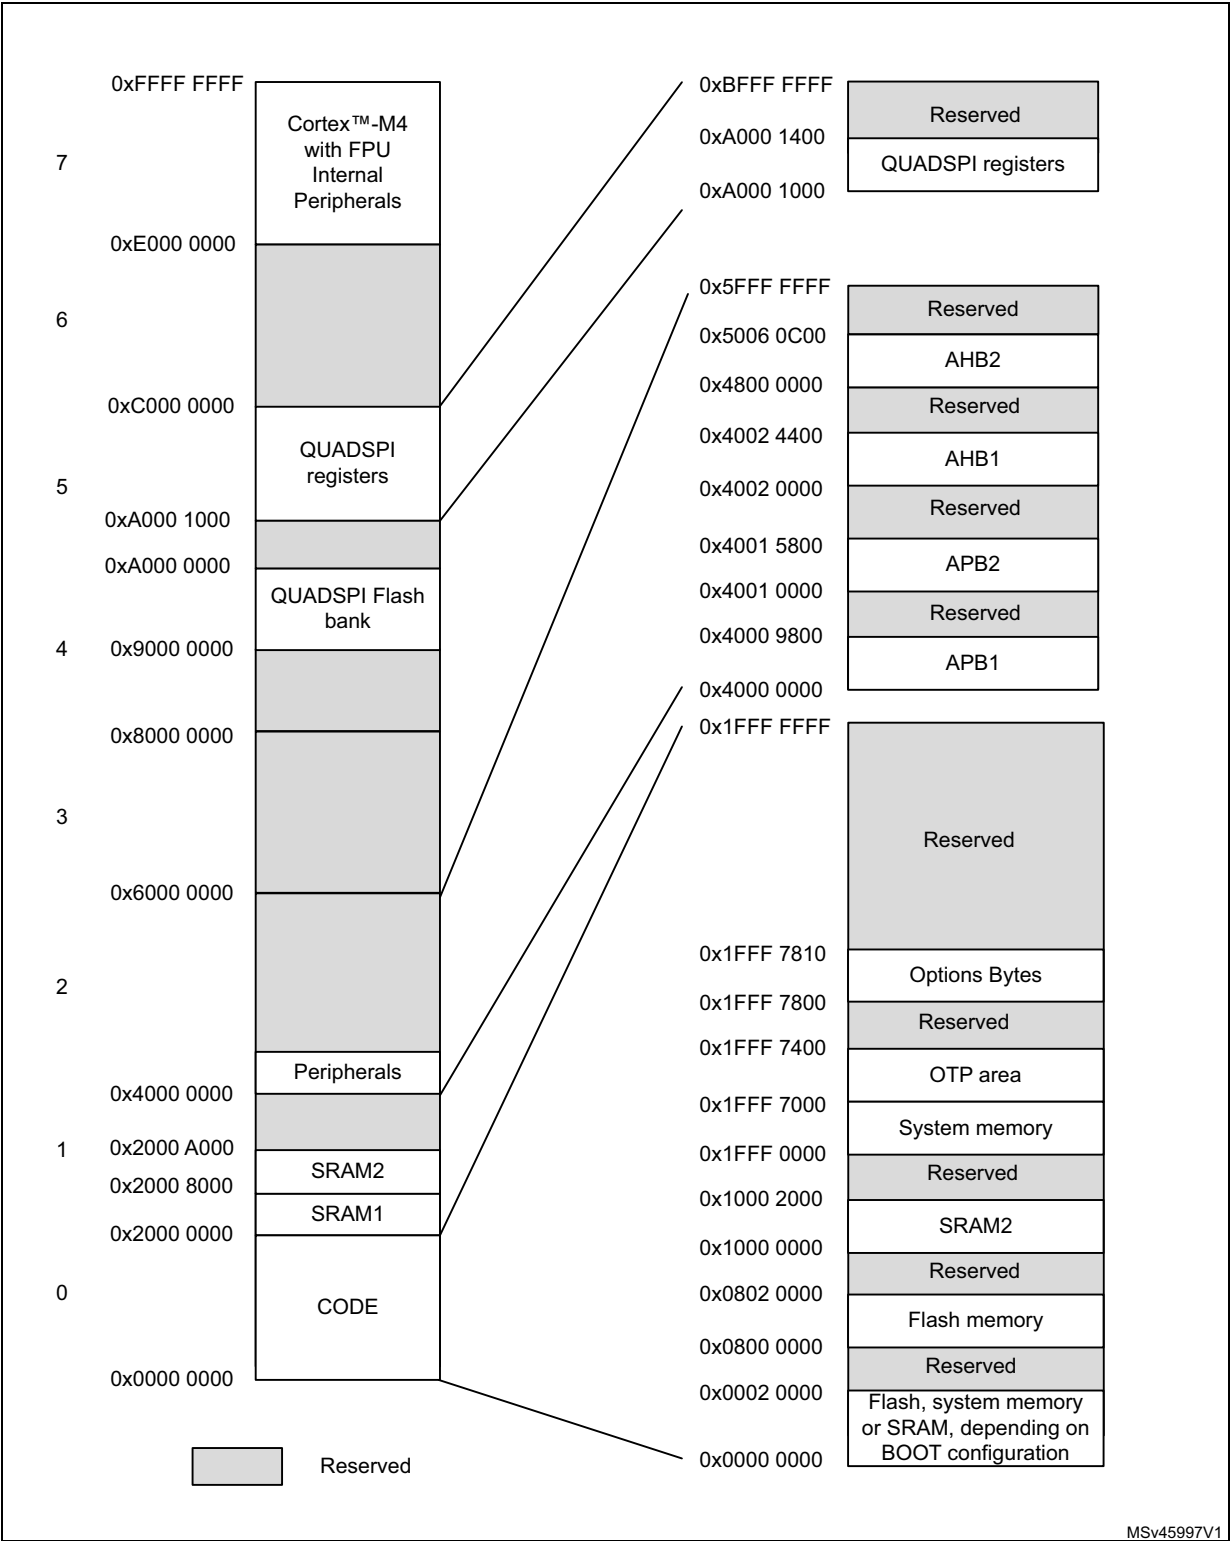 0xFFFF FFFF
Cortex™-M4
with FPU
Internal
Peripherals
7
0xE000 0000
6
0xC000 0000
QUADSPI
registers
5
0xA000 1000
0xA000 0000
QUADSPI Flash
bank
4
0x9000 0000
0x8000 0000
3
0x6000 0000
2
Peripherals
0x4000 0000
1
0x2000 A000
SRAM2
0x2000 8000
SRAM1
0x2000 0000
0
CODE
0x0000 0000
Reserved
0xBFFF FFFF
Reserved
0xA000 1400
QUADSPI registers
0xA000 1000
0x5FFF FFFF
Reserved
0x5006 0C00
AHB2
0x4800 0000
Reserved
0x4002 4400
AHB1
0x4002 0000
Reserved
0x4001 5800
APB2
0x4001 0000
Reserved
0x4000 9800
APB1
0x4000 0000
0x1FFF FFFF
Reserved
0x1FFF 7810
Options Bytes
0x1FFF 7800
Reserved
0x1FFF 7400
OTP area
0x1FFF 7000
System memory
0x1FFF 0000
Reserved
0x1000 2000
SRAM2
0x1000 0000
Reserved
0x0802 0000
Flash memory
0x0800 0000
Reserved
0x0002 0000
Flash, system memory
or SRAM, depending on
BOOT configuration
0x0000 0000
MSv45997V1